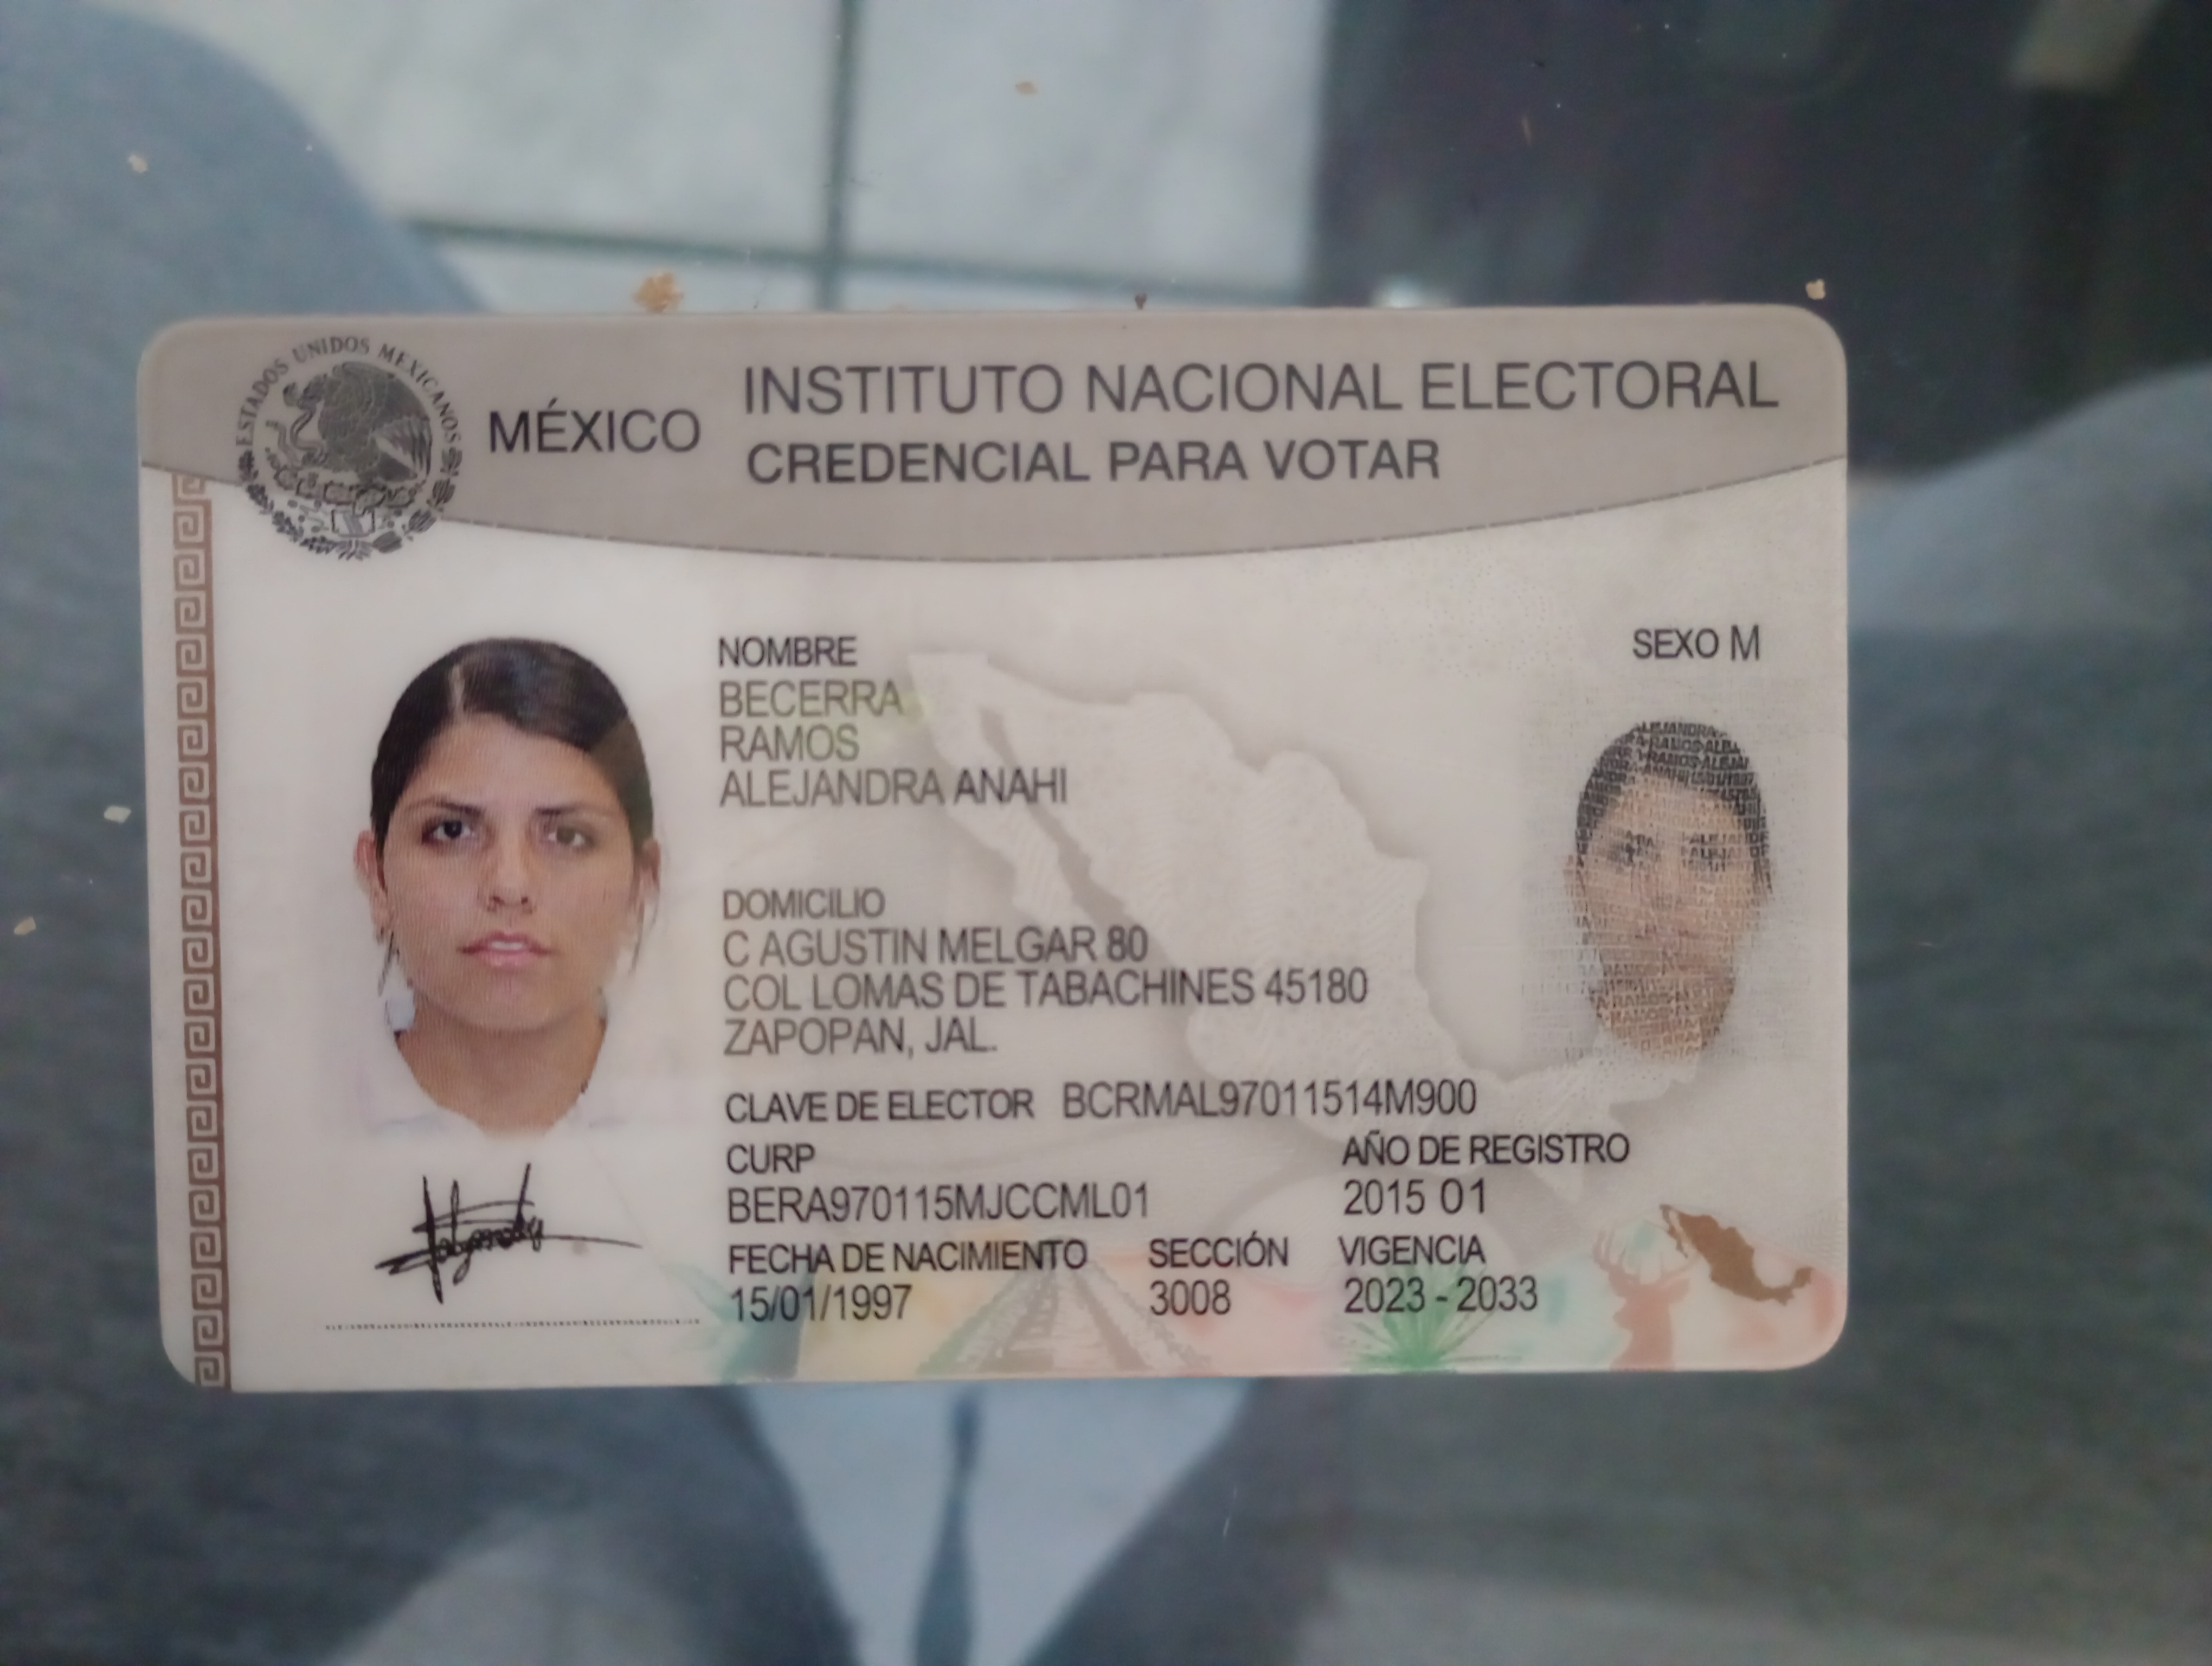 MÉXICO
INSTITUTO NACIONAL ELECTORAL
CREDENCIAL PARA VOTAR
ESTADOS UNIDOS MEXICANOS
NOMBRE
BECERRA
RAMOS
ALEJANDRA ANAHI
SEXO M
DOMICILIO
C AGUSTIN MELGAR 80
COL LOMAS DE TABACHINES 45180
ZAPOPAN, JAL.
CLAVE DE ELECTOR BCRMAL97011514M900
CURP
BERA970115MJCCML01
AÑO DE REGISTRO
2015 01
FECHA DE NACIMIENTO
15/01/1997
SECCIÓN
3008
VIGENCIA
2023 - 2033